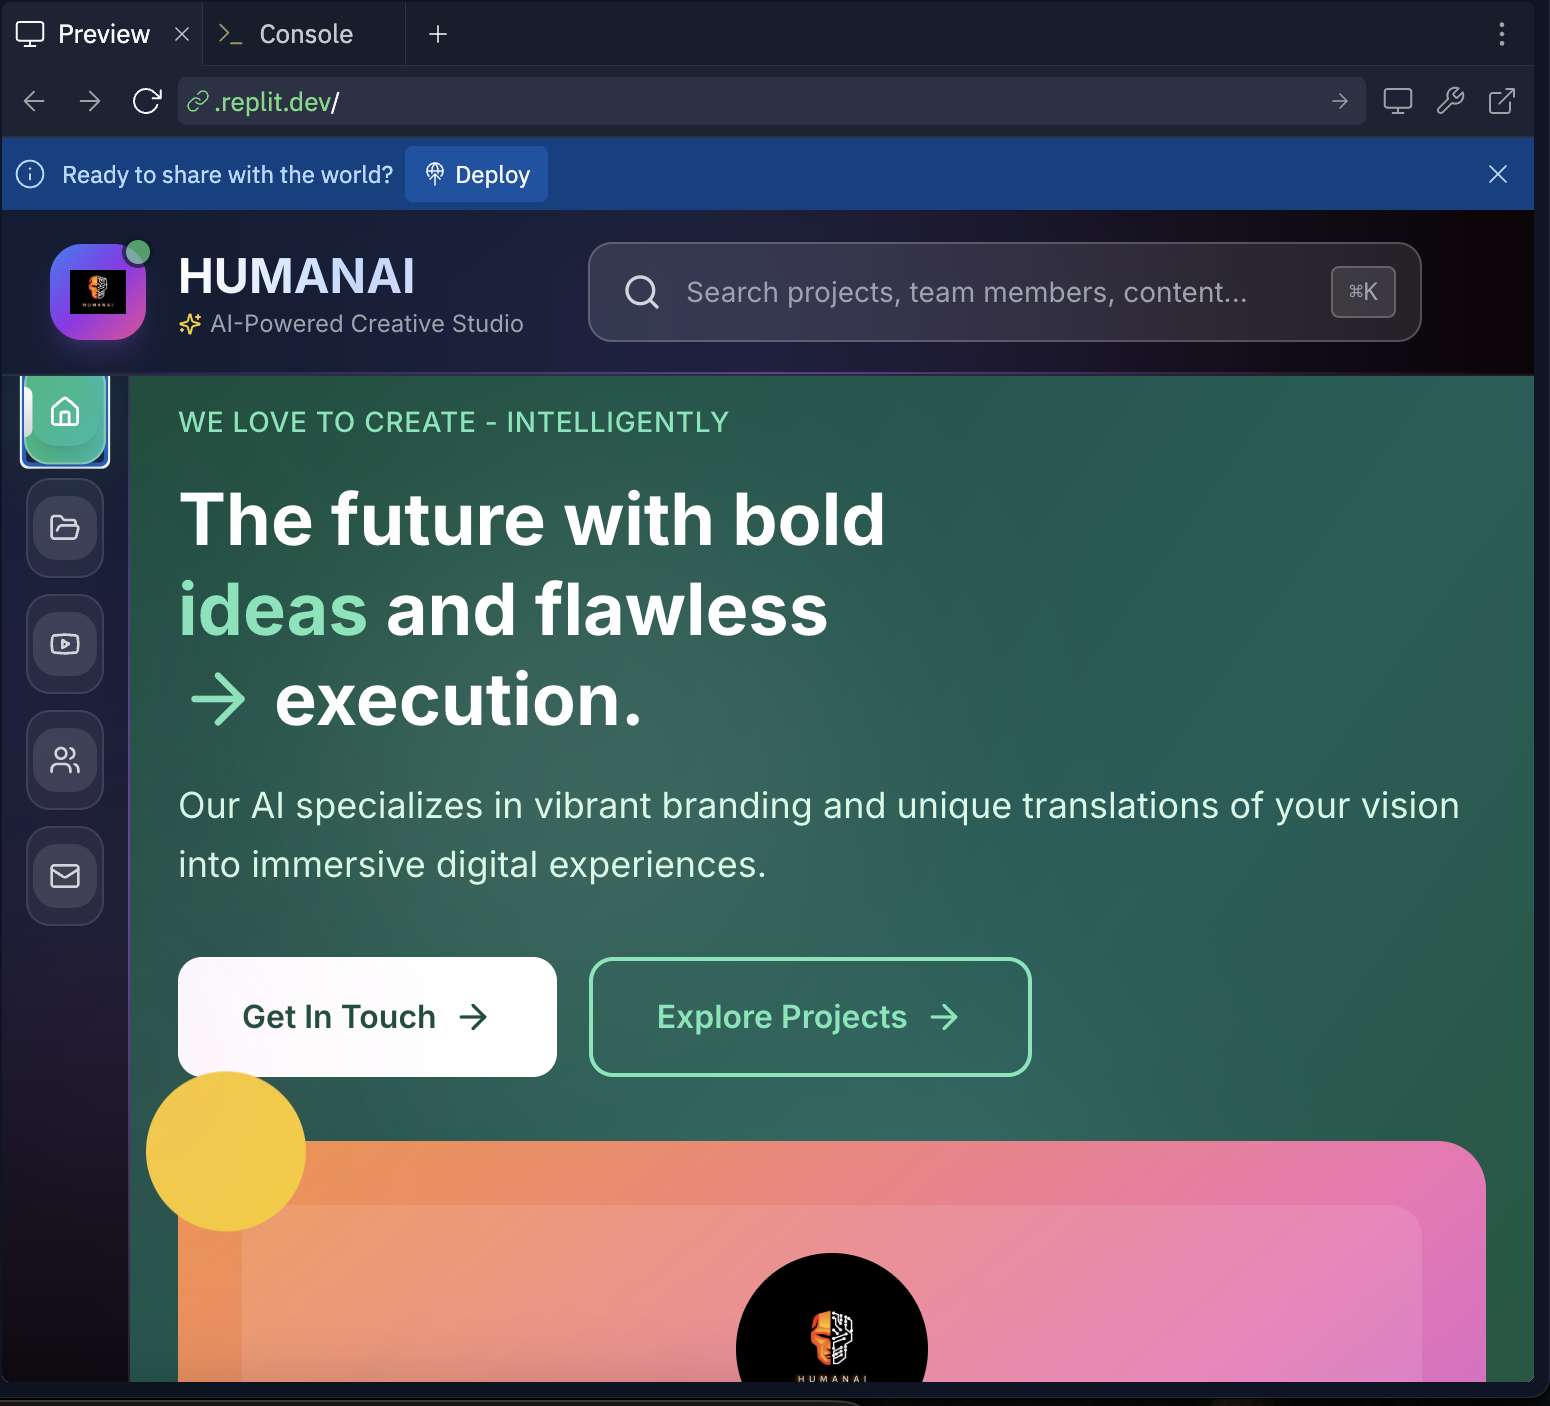 Preview
Console
.replit.dev/
Ready to share with the world?
Deploy
HUMANAI
HUMANAI
AI-Powered Creative Studio
Search projects, team members, content...
⌘K
WE LOVE TO CREATE - INTELLIGENTLY
The future with bold
ideas and flawless
→ execution.
Our AI specializes in vibrant branding and unique translations of your vision
into immersive digital experiences.
Get In Touch →
Explore Projects →
HUMANAI